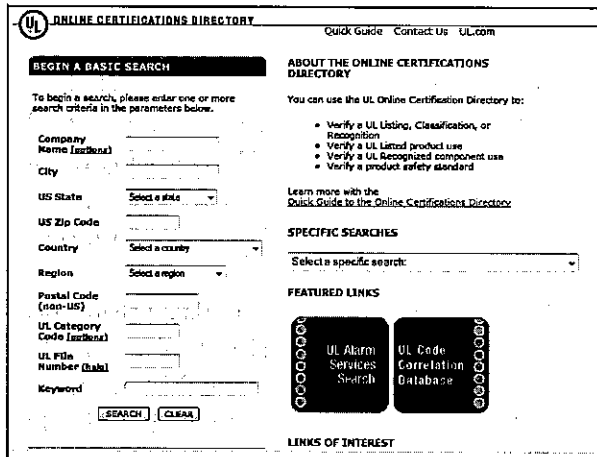 UL ONLINE CERTIFICATIONS DIRECTORY
Quick Guide Contact Us UL.com
BEGIN A BASIC SEARCH
To begin a search, please enter one or more
search criteria in the parameters below.
Company
Name (options)
City
US State Select a state
US Zip Code
Country Select a country
Region Select a region
Postal Code
(non-US)
UL Category
Code (options)
UL File
Number (help)
Keyword
SEARCH CLEAR
ABOUT THE ONLINE CERTIFICATIONS
DIRECTORY
You can use the UL Online Certification Directory to:
• Verify a UL Listing, Classification, or
Recognition
• Verify a UL Listed product use
• Verify a UL Recognized component use
• Verify a product safety standard
Learn more with the
Quick Guide to the Online Certifications Directory
SPECIFIC SEARCHES
Select a specific search:
FEATURED LINKS
UL Alarm
Services
Search
UL Code
Correlation
Database
LINKS OF INTEREST